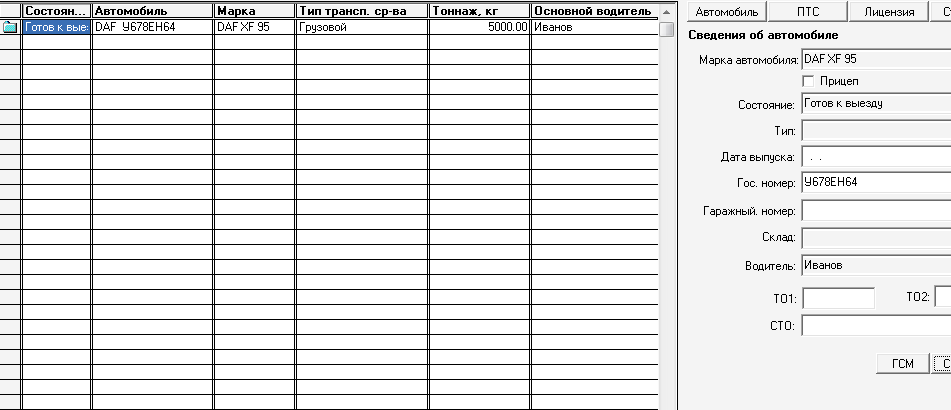 Состоян... Автомобиль Марка Тип трансп. ср-ва Тоннаж, кг Основной водитель
Готов к вые: DAF У678ЕН64 DAF XF 95 Грузовой 5000.00 Иванов
Автомобиль ПТС Лицензия С
Сведения об автомобиле
Марка автомобиля: DAF XF 95
Прицеп
Состояние: Готов к выезду
Тип:
Дата выпуска: . .
Гос. номер: У678ЕН64
Гаражный. номер:
Склад:
Водитель: Иванов
ТО1: ТО2:
СТО:
ГСМ С